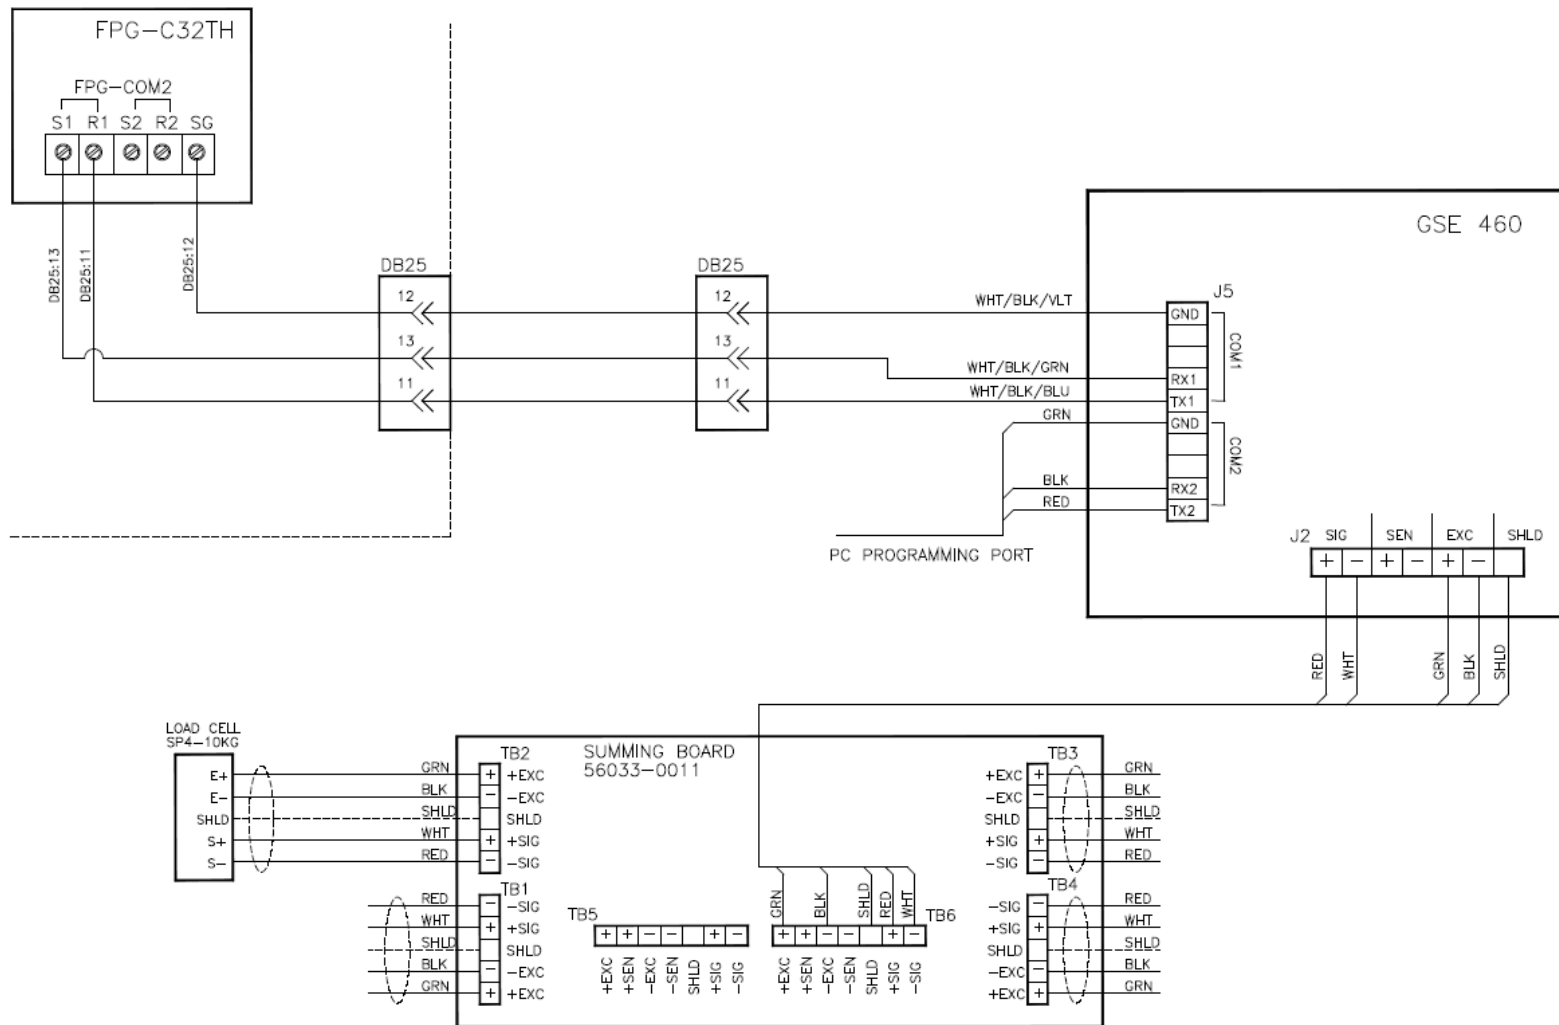 FPG-C32TH
FPG-COM2
S1 R1 S2 R2 SG
DB25:13
DB25:11
DB25:12
DB25
12
13
11
DB25
12
13
11
WHT/BLK/VLT
WHT/BLK/GRN
WHT/BLK/BLU
GRN
BLK
RED
PC PROGRAMMING PORT
GSE 460
J5
GND
RX1
TX1
GND
RX2
TX2
COM1
COM2
J2 SIG SEN EXC SHLD
+ - + - + -
RED
WHT
GRN
BLK
SHLD
LOAD CELL
SP4-10KG
E+
E-
SHLD
S+
S-
GRN
BLK
SHLD
WHT
RED
TB2
+ +EXC
- -EXC
SHLD
+ +SIG
- -SIG
SUMMING BOARD
56033-0011
TB1
RED - -SIG
WHT + +SIG
SHLD SHLD
BLK - -EXC
GRN + +EXC
TB5
+ + - - + -
+EXC
+SEN
-EXC
-SEN
SHLD
+SIG
-SIG
GRN
BLK
SHLD
RED
WHT
TB6
+ + - - + -
+EXC
+SEN
-EXC
-SEN
SHLD
+SIG
-SIG
TB3
+EXC + GRN
-EXC - BLK
SHLD SHLD
+SIG + WHT
-SIG - RED
TB4
-SIG - RED
+SIG + WHT
SHLD SHLD
-EXC - BLK
+EXC + GRN